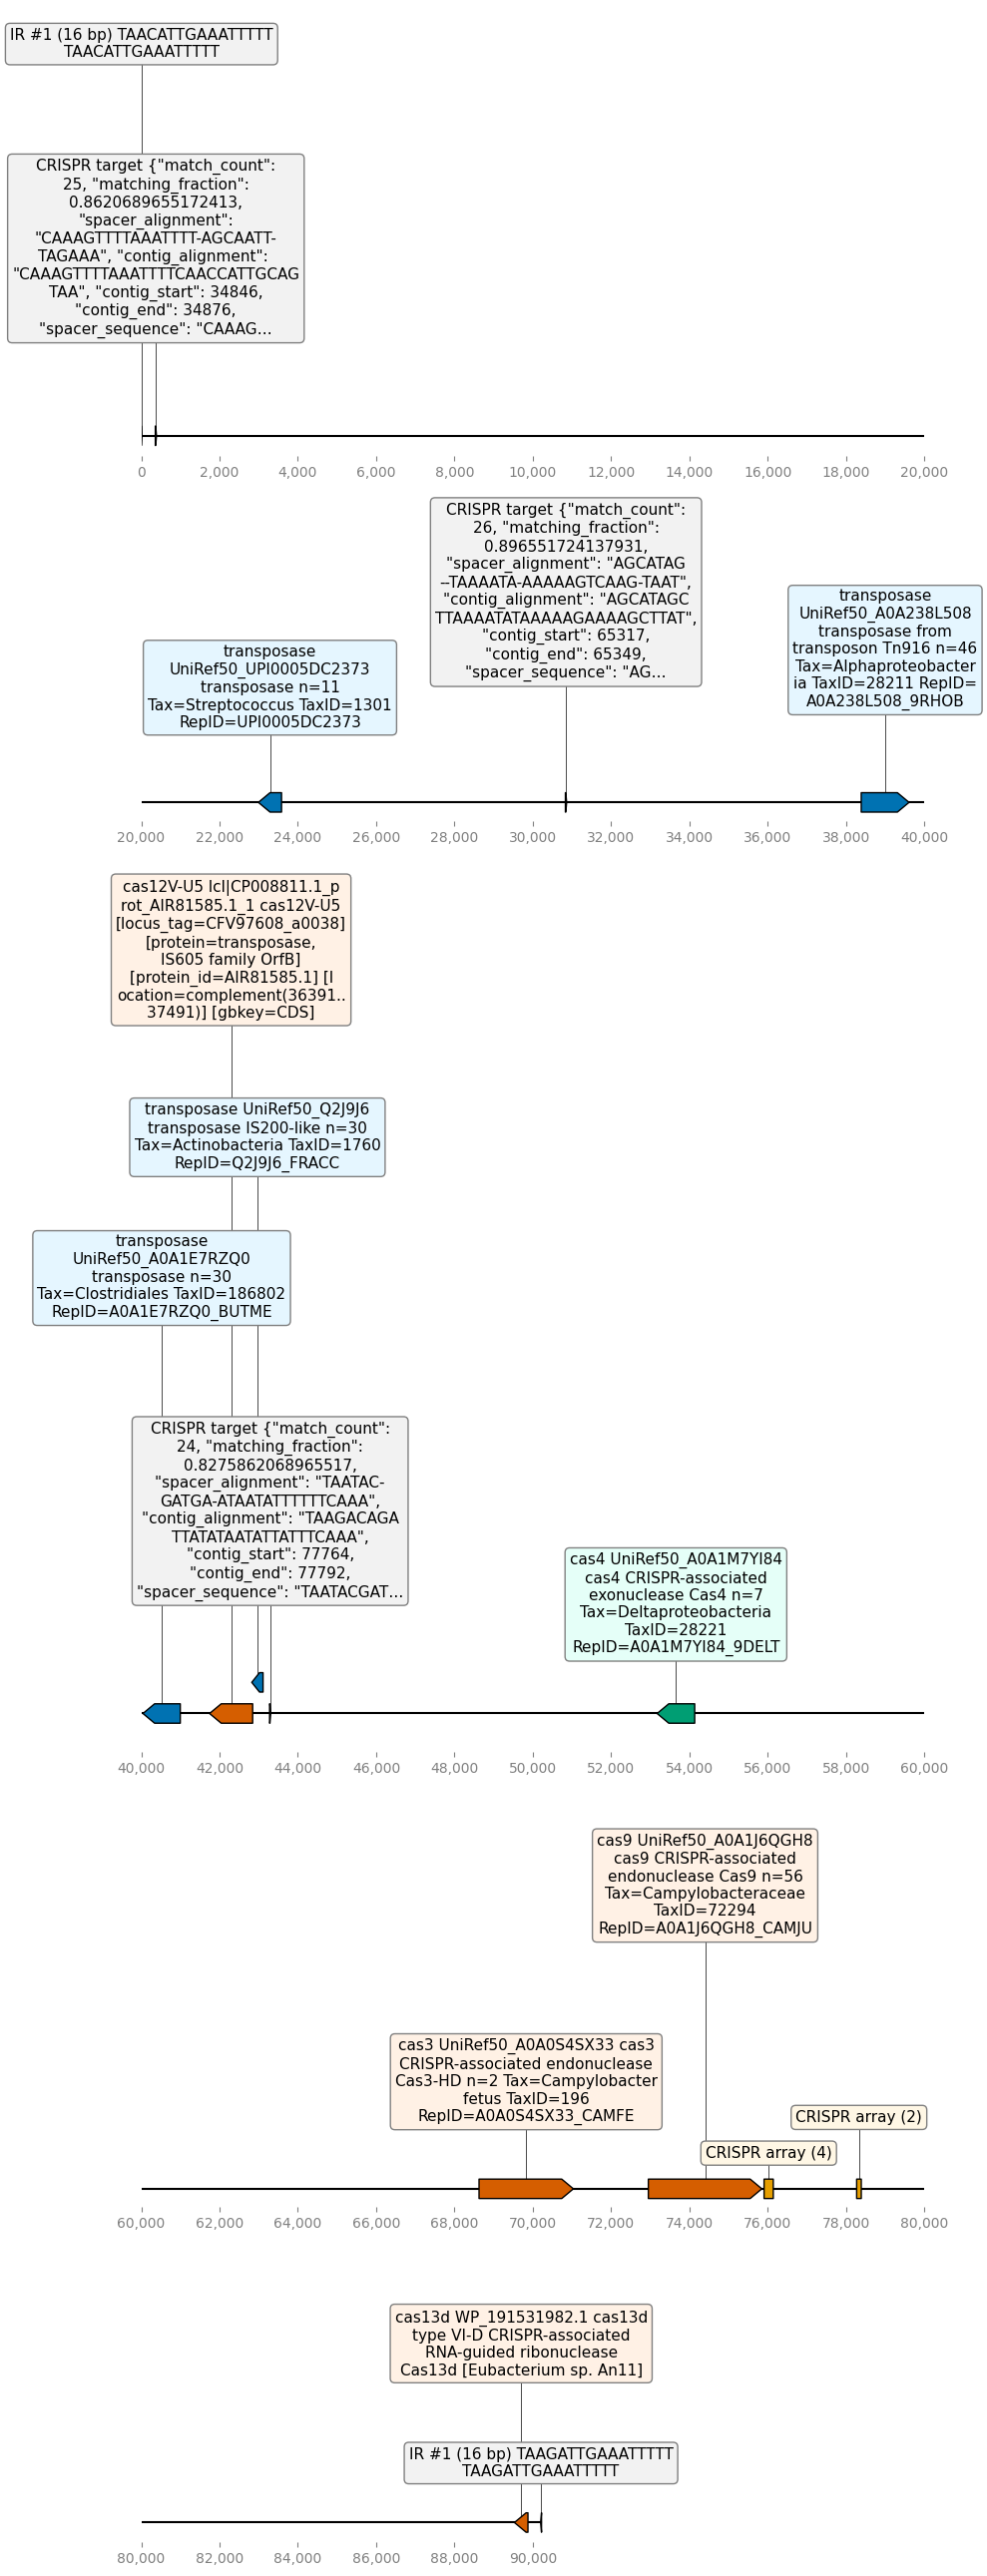 IR #1 (16 bp) TAACATTGAAATTTTT
TAACATTGAAATTTTT
CRISPR target {"match_count":
25, "matching_fraction":
0.8620689655172413,
"spacer_alignment":
"CAAAGTTTTAAATTTT-AGCAATT-
TAGAAA", "contig_alignment":
"CAAAGTTTTAAATTTTCAACCATTGCAG
TAA", "contig_start": 34846,
"contig_end": 34876,
"spacer_sequence": "CAAAG...
0 2,000 4,000 6,000 8,000 10,000 12,000 14,000 16,000 18,000 20,000
CRISPR target {"match_count":
26, "matching_fraction":
0.896551724137931,
"spacer_alignment": "AGCATAG
--TAAAATA-AAAAAGTCAAG-TAAT",
"contig_alignment": "AGCATAGC
TTAAAATATAAAAAGAAAAGCTTAT",
"contig_start": 65317,
"contig_end": 65349,
"spacer_sequence": "AG...
transposase
UniRef50_A0A238L508
transposase from
transposon Tn916 n=46
Tax=Alphaproteobacter
ia TaxID=28211 RepID=
A0A238L508_9RHOB
transposase
UniRef50_UPI0005DC2373
transposase n=11
Tax=Streptococcus TaxID=1301
RepID=UPI0005DC2373
20,000 22,000 24,000 26,000 28,000 30,000 32,000 34,000 36,000 38,000 40,000
cas12V-U5 lcl|CP008811.1_p
rot_AIR81585.1_1 cas12V-U5
[locus_tag=CFV97608_a0038]
[protein=transposase,
IS605 family OrfB]
[protein_id=AIR81585.1] [l
ocation=complement(36391..
37491)] [gbkey=CDS]
transposase UniRef50_Q2J9J6
transposase IS200-like n=30
Tax=Actinobacteria TaxID=1760
RepID=Q2J9J6_FRACC
transposase
UniRef50_A0A1E7RZQ0
transposase n=30
Tax=Clostridiales TaxID=186802
RepID=A0A1E7RZQ0_BUTME
CRISPR target {"match_count":
24, "matching_fraction":
0.8275862068965517,
"spacer_alignment": "TAATAC-
GATGA-ATAATATTTTTTCAAA",
"contig_alignment": "TAAGACAGA
TTATATAATATTATTTCAAA",
"contig_start": 77764,
"contig_end": 77792,
"spacer_sequence": "TAATACGAT...
cas4 UniRef50_A0A1M7YI84
cas4 CRISPR-associated
exonuclease Cas4 n=7
Tax=Deltaproteobacteria
TaxID=28221
RepID=A0A1M7YI84_9DELT
40,000 42,000 44,000 46,000 48,000 50,000 52,000 54,000 56,000 58,000 60,000
cas9 UniRef50_A0A1J6QGH8
cas9 CRISPR-associated
endonuclease Cas9 n=56
Tax=Campylobacteraceae
TaxID=72294
RepID=A0A1J6QGH8_CAMJU
cas3 UniRef50_A0A0S4SX33 cas3
CRISPR-associated endonuclease
Cas3-HD n=2 Tax=Campylobacter
fetus TaxID=196
RepID=A0A0S4SX33_CAMFE
CRISPR array (2)
CRISPR array (4)
60,000 62,000 64,000 66,000 68,000 70,000 72,000 74,000 76,000 78,000 80,000
cas13d WP_191531982.1 cas13d
type VI-D CRISPR-associated
RNA-guided ribonuclease
Cas13d [Eubacterium sp. An11]
IR #1 (16 bp) TAAGATTGAAATTTTT
TAAGATTGAAATTTTT
80,000 82,000 84,000 86,000 88,000 90,000